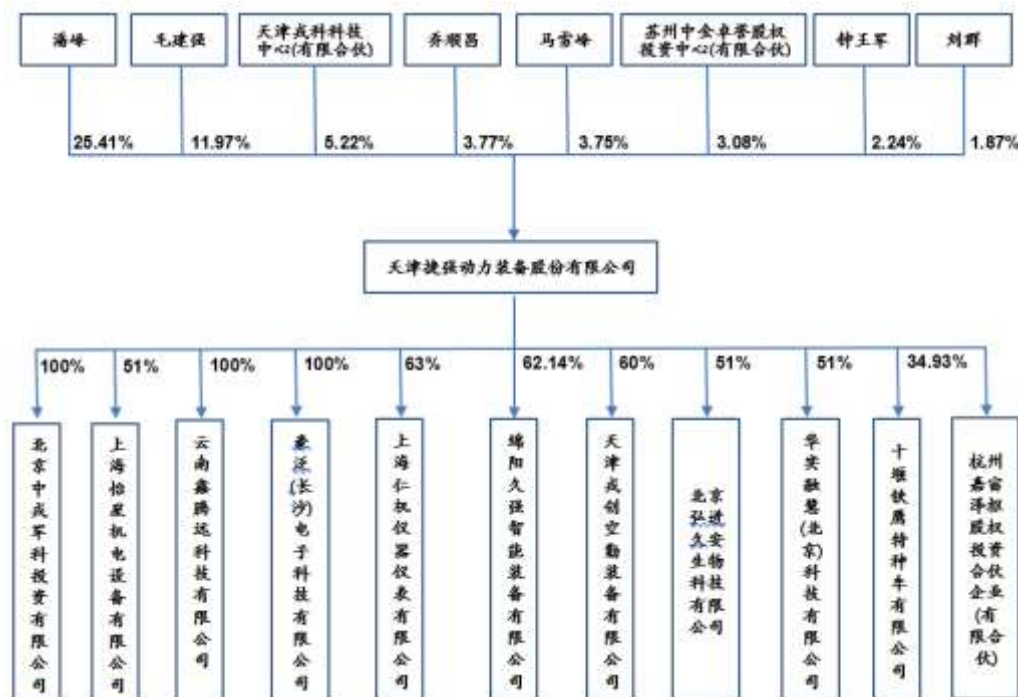 潘峰
毛建强
天津戎科科技
中心(有限合伙)
乔顺昌
马雪峰
苏州中金卓誉股权
投资中心(有限合伙)
钟王军
刘群
25.41%
11.97%
5.22%
3.77%
3.75%
3.08%
2.24%
1.87%
天津捷强动力装备股份有限公司
100%
51%
100%
100%
63%
62.14%
60%
51%
51%
34.93%
北京中戎军科投资有限公司
上海怡星机电设备有限公司
云南鑫腾远科技有限公司
豪泛(长沙)电子科技有限公司
上海仁机仪器仪表有限公司
绵阳久强智能装备有限公司
天津戎创空勤装备有限公司
北京
弘进
久安
生物
科技
有限
公司
华实融慧(北京)科技有限公司
十堰铁鹰特种车有限公司
杭州
嘉富
泽枢
股权
投资
合伙
企业
(有
限合
伙)